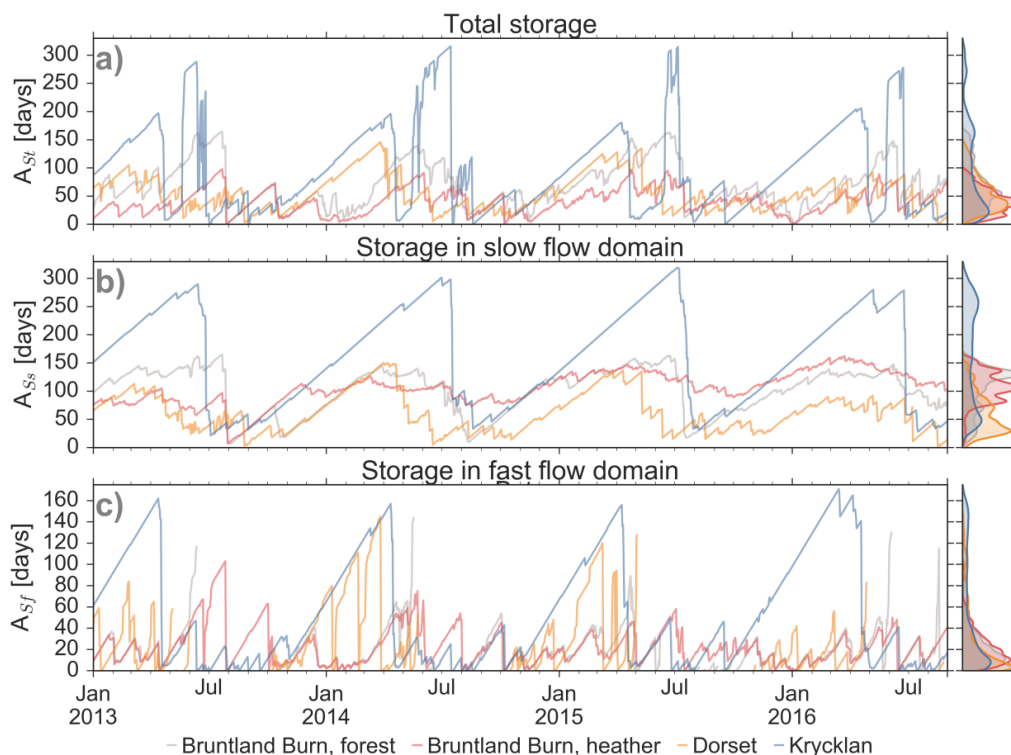 Total storage
a)
A_St [days]
300
250
200
150
100
50
0
Storage in slow flow domain
b)
A_Ss [days]
300
250
200
150
100
50
0
Storage in fast flow domain
c)
A_Sf [days]
160
140
120
100
80
60
40
20
0
Jan Jul Jan Jul Jan Jul Jan Jul
2013 2014 2015 2016
Bruntland Burn, forest Bruntland Burn, heather Dorset Krycklan